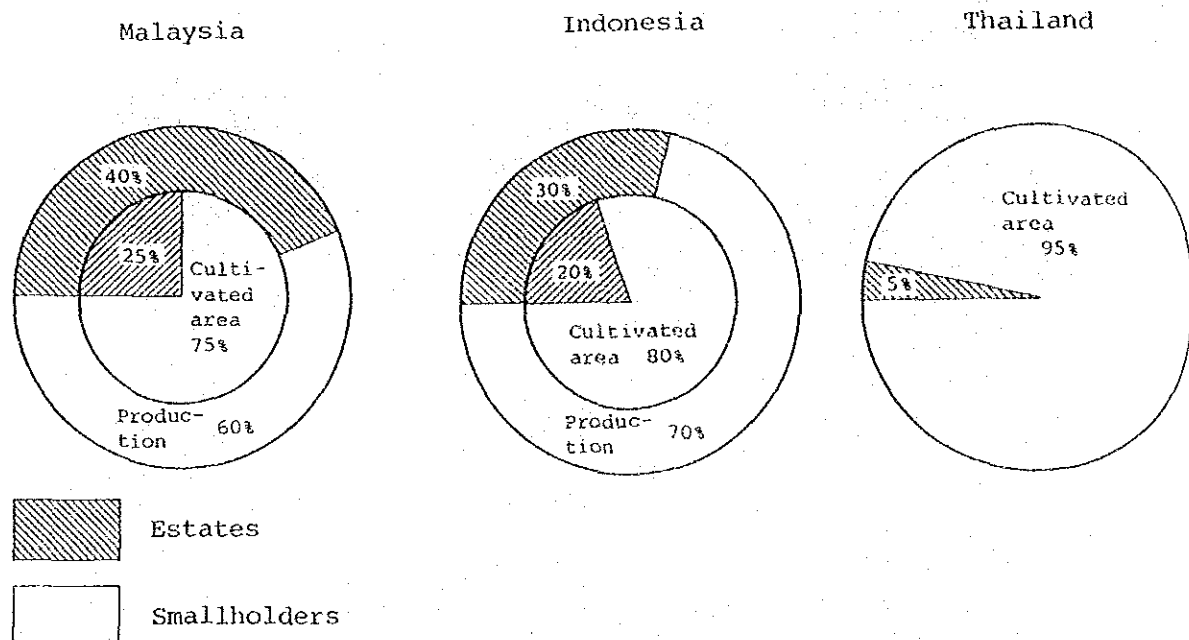 Malaysia
Indonesia
Thailand
40%
25%
Culti-
vated
area
75%
Produc-
tion 60%
30%
20%
Cultivated
area 80%
Produc-
tion 70%
Cultivated
area
95%
5%
Estates
Smallholders